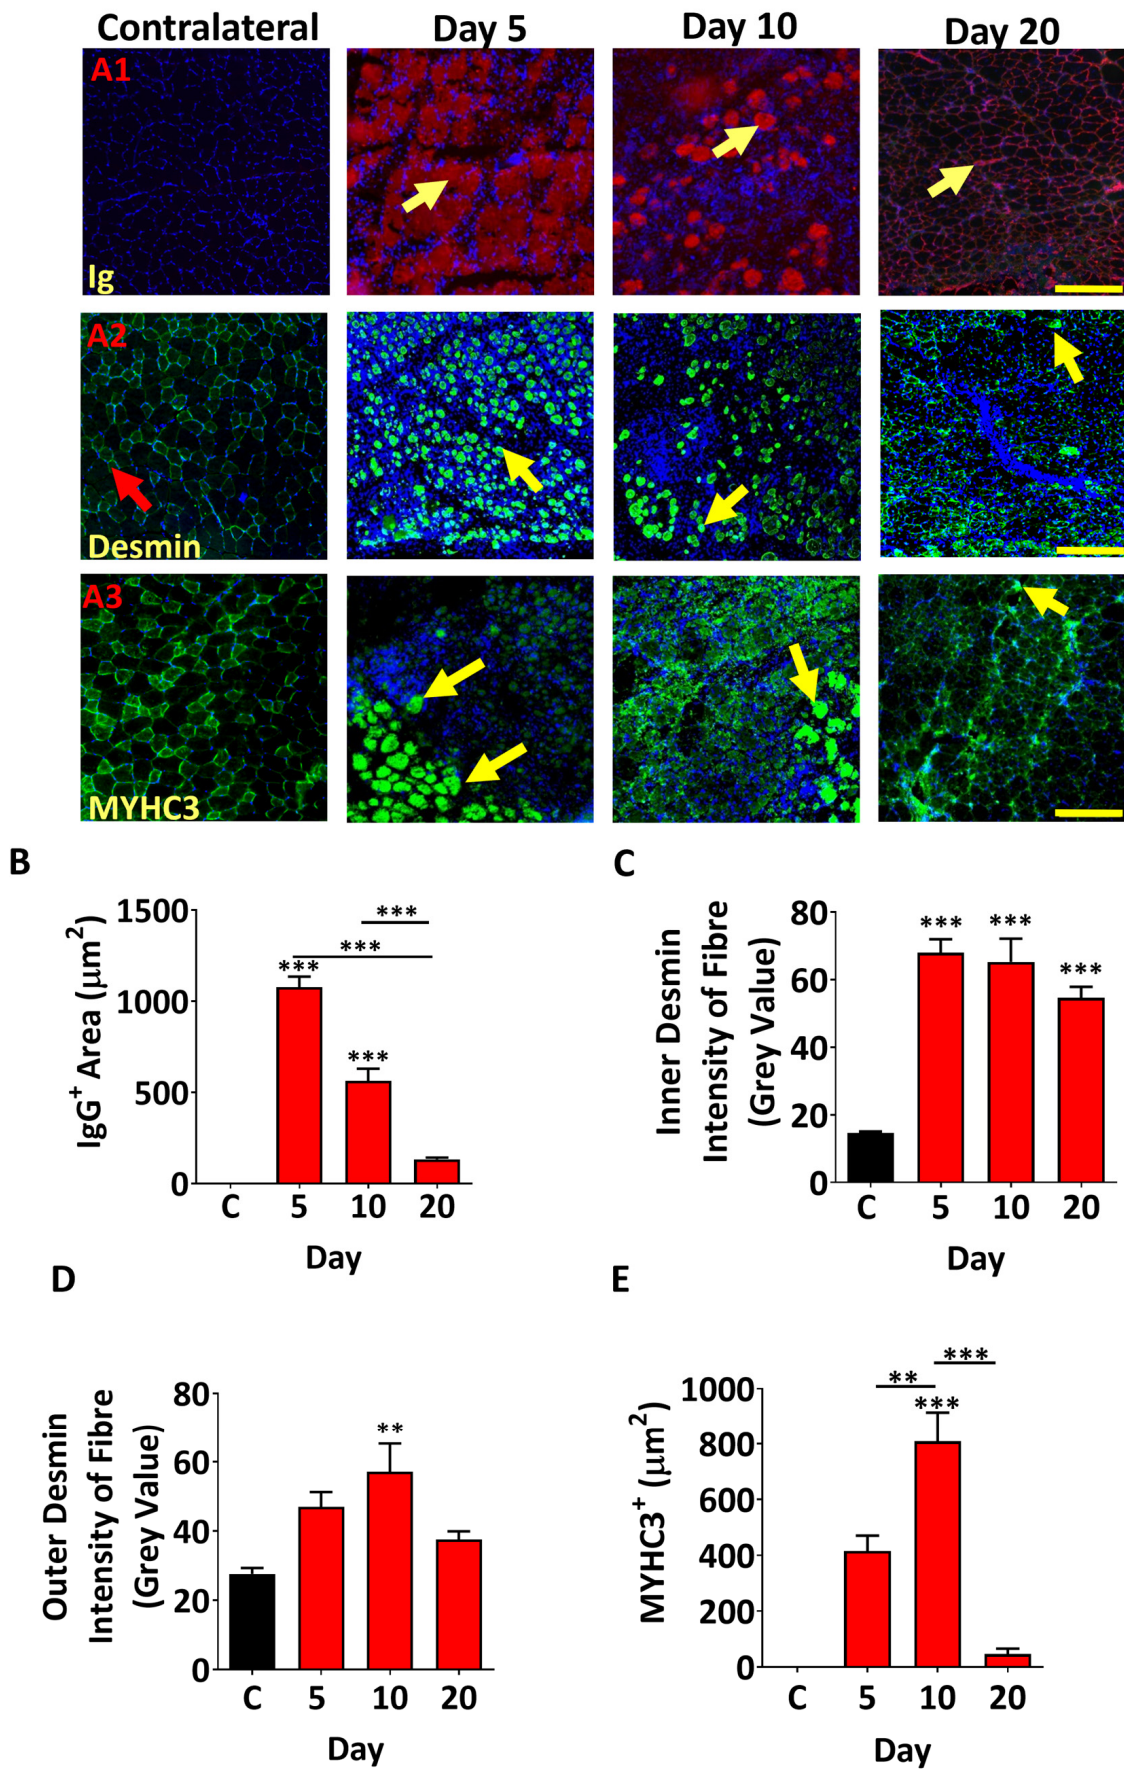 Contralateral Day 5 Day 10 Day 20
A1
Ig
A2
Desmin
A3
MYHC3
B
IgG+ Area (μm2)
1500
1000
500
0
***
***
***
***
C 5 10 20
Day
C
Inner Desmin
Intensity of Fibre
(Grey Value)
80
60
40
20
0
*** *** ***
C 5 10 20
Day
D
Outer Desmin
Intensity of Fibre
(Grey Value)
80
60
40
20
0
**
C 5 10 20
Day
E
MYHC3+ (μm2)
1000
800
600
400
200
0
***
**
***
C 5 10 20
Day